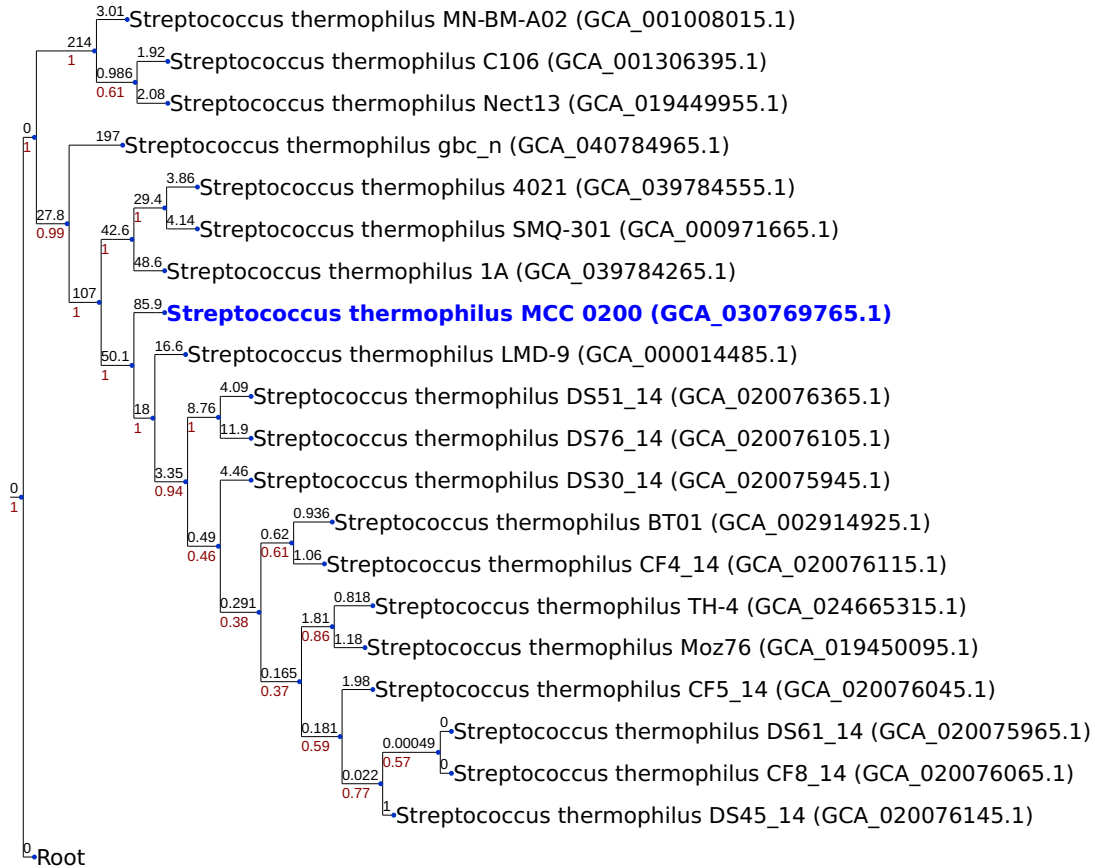 3.01 Streptococcus thermophilus MN-BM-A02 (GCA_001008015.1)
214
1
1.92 Streptococcus thermophilus C106 (GCA_001306395.1)
0.986
0.61
2.08 Streptococcus thermophilus Nect13 (GCA_019449955.1)
0
1
197 Streptococcus thermophilus gbc_n (GCA_040784965.1)
3.86 Streptococcus thermophilus 4021 (GCA_039784555.1)
29.4
1
27.8
0.99
4.14 Streptococcus thermophilus SMQ-301 (GCA_000971665.1)
42.6
1
48.6 Streptococcus thermophilus 1A (GCA_039784265.1)
107
1
85.9 Streptococcus thermophilus MCC 0200 (GCA_030769765.1)
50.1
1
16.6 Streptococcus thermophilus LMD-9 (GCA_000014485.1)
4.09 Streptococcus thermophilus DS51_14 (GCA_020076365.1)
18
1
8.76
1
11.9 Streptococcus thermophilus DS76_14 (GCA_020076105.1)
3.35
0.94
4.46 Streptococcus thermophilus DS30_14 (GCA_020075945.1)
0
1
0.936 Streptococcus thermophilus BT01 (GCA_002914925.1)
0.49
0.46
0.62
0.61
1.06 Streptococcus thermophilus CF4_14 (GCA_020076115.1)
0.291
0.38
0.818 Streptococcus thermophilus TH-4 (GCA_024665315.1)
1.81
0.86
1.18 Streptococcus thermophilus Moz76 (GCA_019450095.1)
0.165
0.37
1.98 Streptococcus thermophilus CF5_14 (GCA_020076045.1)
0.181
0.59
0 Streptococcus thermophilus DS61_14 (GCA_020075965.1)
0.00049
0.57
0 Streptococcus thermophilus CF8_14 (GCA_020076065.1)
0.022
0.77
1 Streptococcus thermophilus DS45_14 (GCA_020076145.1)
0 Root